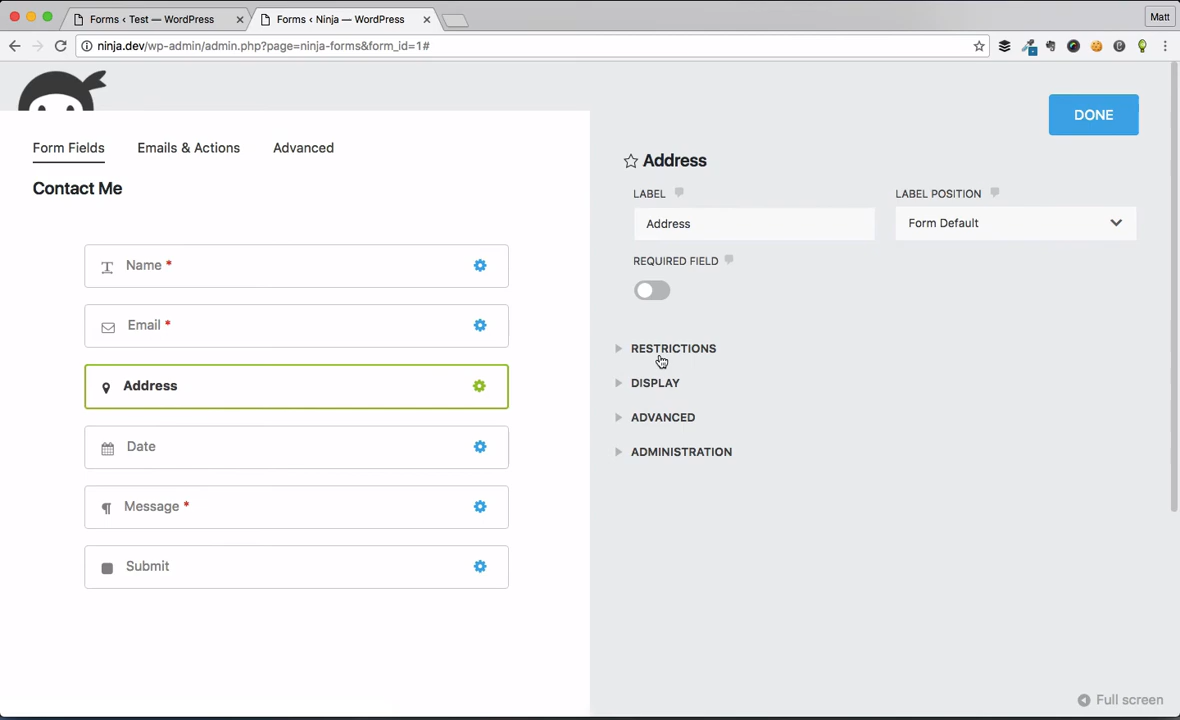 Forms ‹ Test — WordPress
Forms ‹ Ninja — WordPress
Matt
ninja.dev/wp-admin/admin.php?page=ninja-forms&form_id=1#
DONE
Form Fields
Emails & Actions
Advanced
Contact Me
Name *
Email *
Address
Date
Message *
Submit
Address
LABEL
LABEL POSITION
Address
Form Default
REQUIRED FIELD
RESTRICTIONS
DISPLAY
ADVANCED
ADMINISTRATION
Full screen